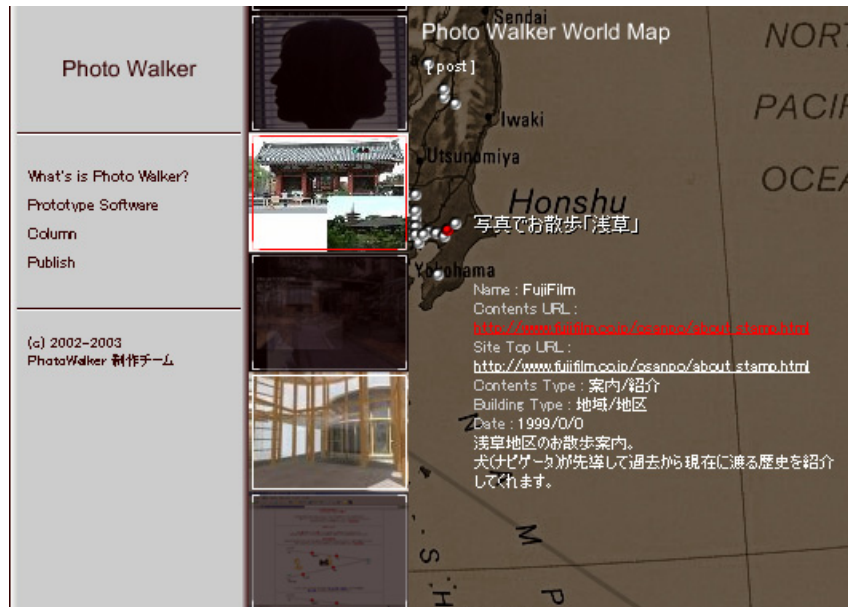 Photo Walker
What's is Photo Walker?
Prototype Software
Column
Publish
(c) 2002-2003
PhotoWalker 制作チーム
Photo Walker World Map
[ post ]
Sendai
Iwaki
Utsunomiya
Honshu
Yokohama
NOR
PACIF
OCEA
写真でお散歩「浅草」
Name : FujiFilm
Contents URL :
http://www.fujifilm.co.jp/osanpo/about_stamp.html
Site Top URL :
http://www.fujifilm.co.jp/osanpo/about_stamp.html
Contents Type : 案内/紹介
Building Type : 地域/地区
Date : 1999/0/0
浅草地区のお散歩案内。
犬(ナビゲータ)が先導して過去から現在に渡る歴史を紹介
してくれます。
S
H
M
P